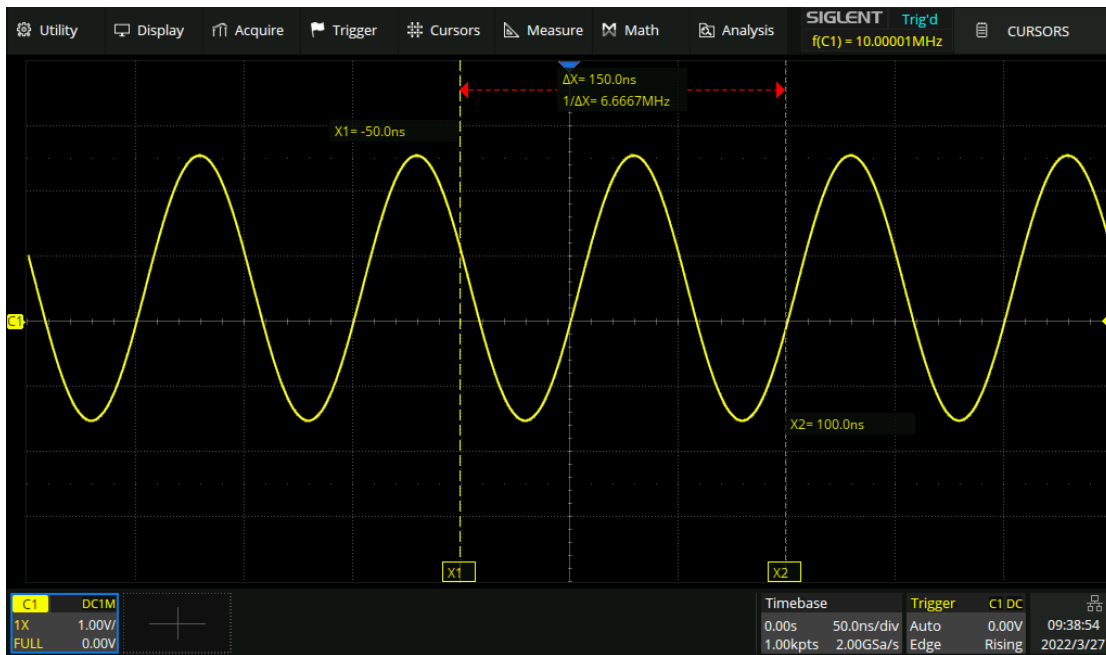 Utility Display Acquire Trigger Cursors Measure Math Analysis SIGLENT Trig'd CURSORS
f(C1) = 10.00001MHz
ΔX= 150.0ns
1/ΔX= 6.6667MHz
X1= -50.0ns
C1
X2= 100.0ns
X1 X2
C1 DC1M Timebase Trigger C1 DC
1X 1.00V/ 0.00s 50.0ns/div Auto 0.00V 09:38:54
FULL 0.00V 1.00kpts 2.00GSa/s Edge Rising 2022/3/27